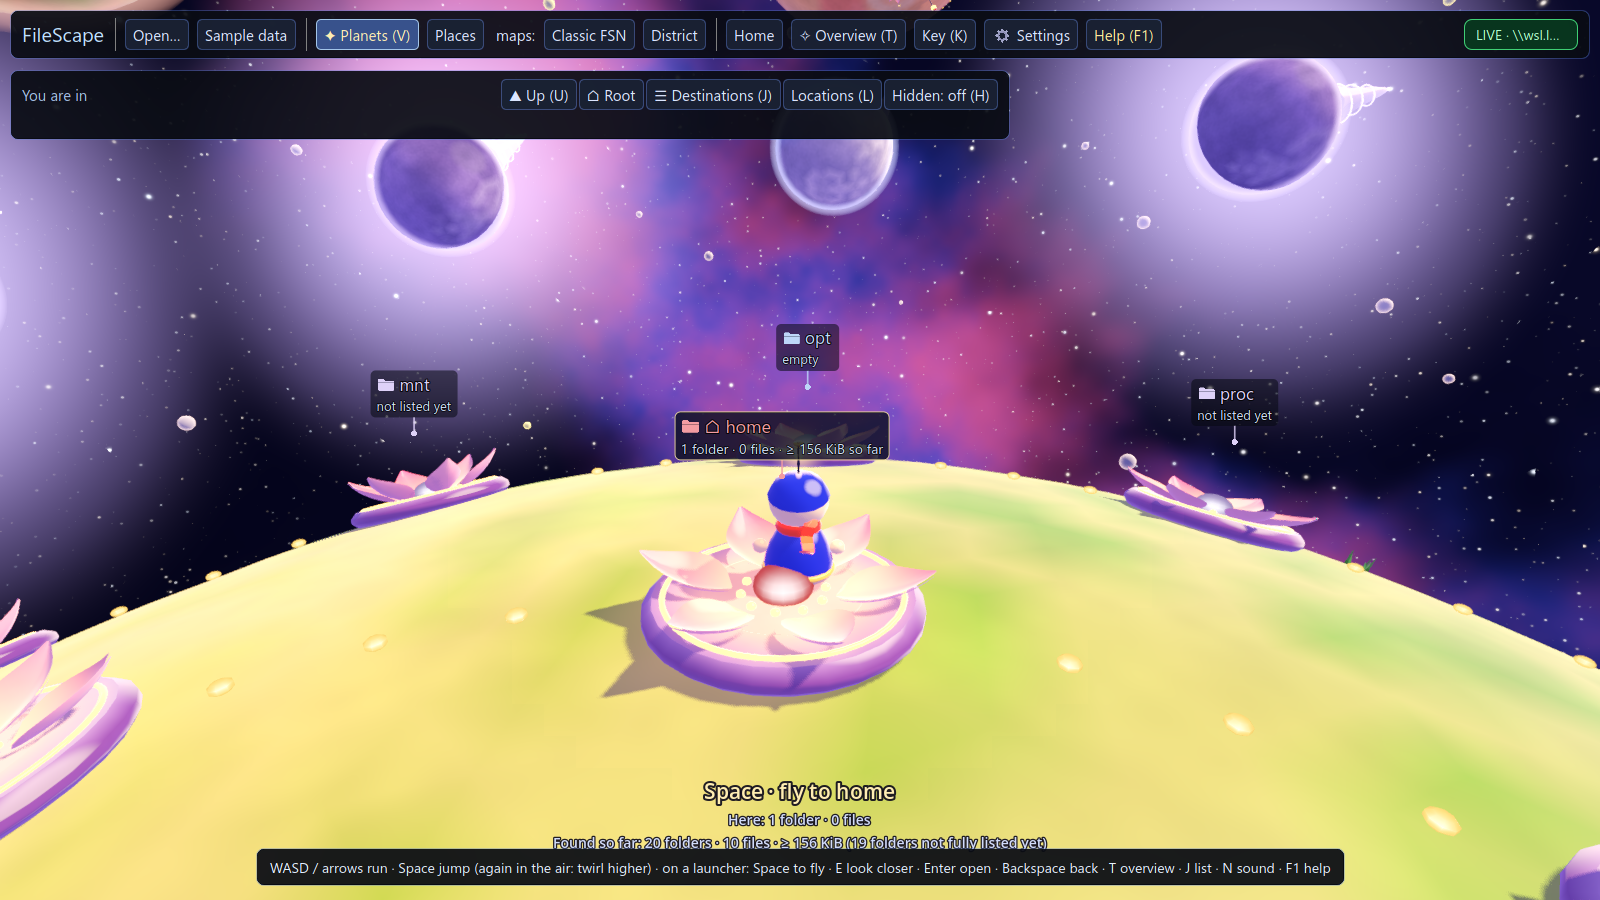 FileScape
Open...
Sample data
✦ Planets (V)
Places
maps:
Classic FSN
District
Home
✧ Overview (T)
Key (K)
Settings
Help (F1)
LIVE · \\wsl.l...
You are in
▲ Up (U)
Root
☰ Destinations (J)
Locations (L)
Hidden: off (H)
opt
empty
mnt
not listed yet
proc
not listed yet
home
1 folder · 0 files · ≥ 156 KiB so far
Space · fly to home
Here: 1 folder · 0 files
Found so far: 20 folders · 10 files · ≥ 156 KiB (19 folders not fully listed yet)
WASD / arrows run · Space jump (again in the air: twirl higher) · on a launcher: Space to fly · E look closer · Enter open · Backspace back · T overview · J list · N sound · F1 help